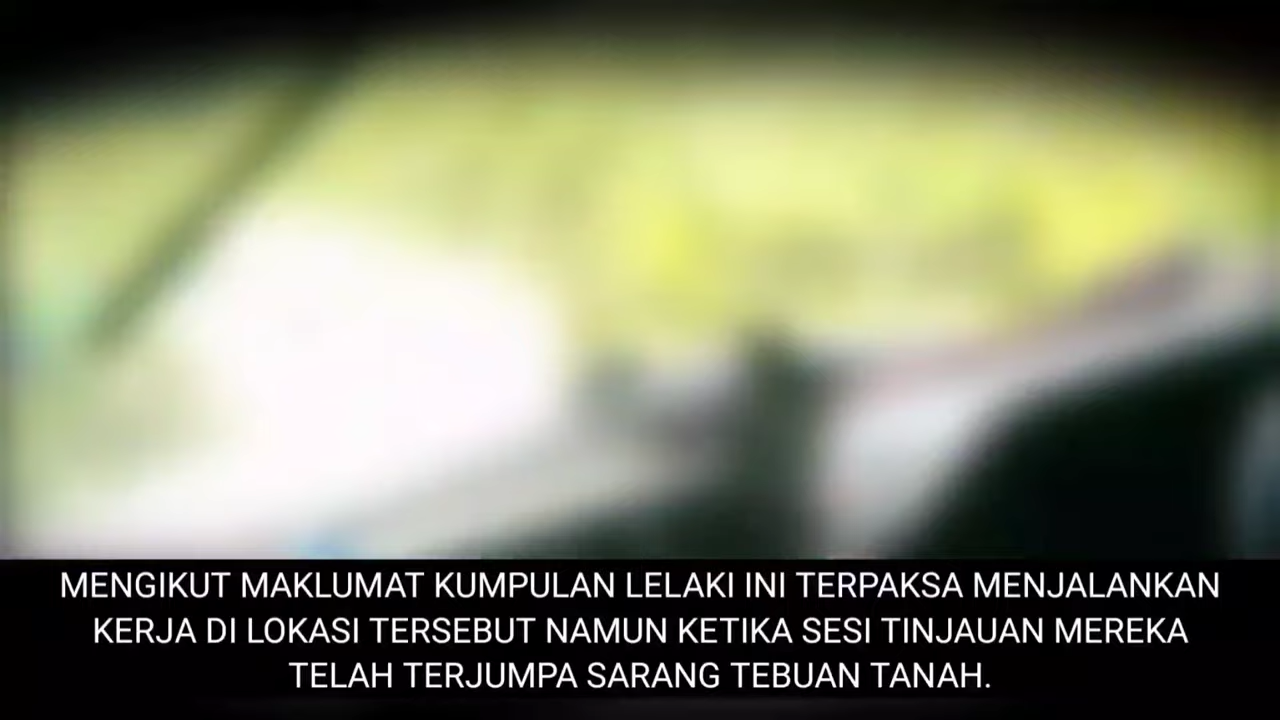 MENGIKUT MAKLUMAT KUMPULAN LELAKI INI TERPAKSA MENJALANKAN
KERJA DI LOKASI TERSEBUT NAMUN KETIKA SESI TINJAUAN MEREKA
TELAH TERJUMPA SARANG TEBUAN TANAH.